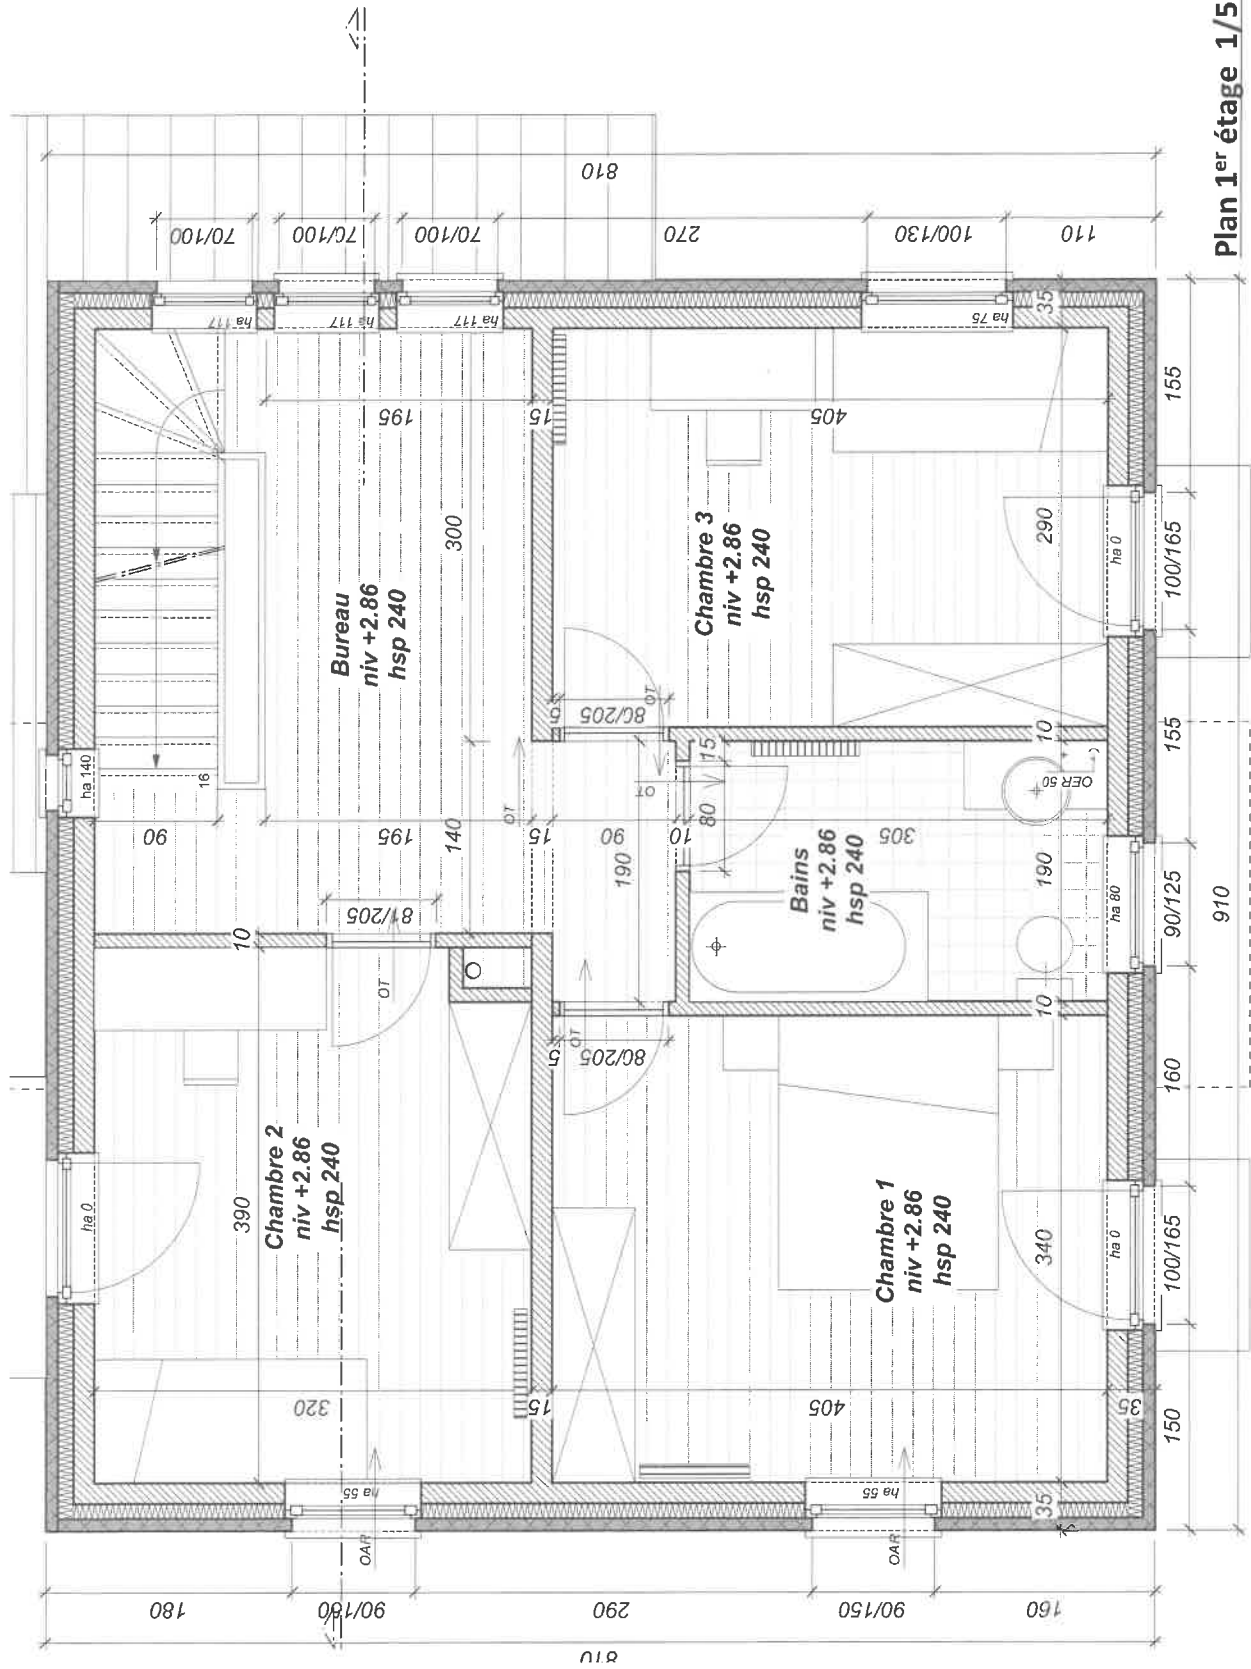 Plan 1er étage 1/5
810
70/100
70/100
70/100
270
100/130
110
ha 117
ha 117
ha 117
ha 75
35
195
15
405
155
300
Bureau
niv +2.86
hsp 240
Chambre 3
niv +2.86
hsp 240
290
ha 0
100/165
OT
5
80/205
ha 140
16
90
195
140
OT
15
90
190
OT
10
80
15
OT
10
155
OER 50
Bains
niv +2.86
hsp 240
305
190
ha 80
90/125
910
10
81/205
OT
OT
5
80/205
10
160
Chambre 2
niv +2.86
hsp 240
390
ha 0
Chambre 1
niv +2.86
hsp 240
340
ha 0
100/165
320
15
405
35
150
ha 55
ha 55
35
OAR
OAR
180
90/150
290
90/150
160
810